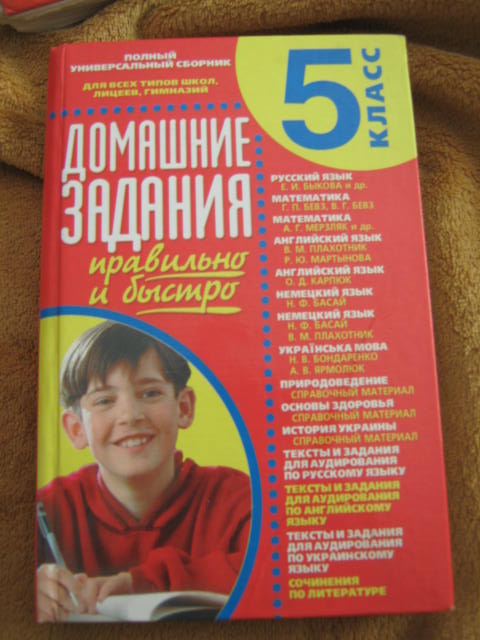 ПОЛНЫЙ
УНИВЕРСАЛЬНЫЙ СБОРНИК
ДЛЯ ВСЕХ ТИПОВ ШКОЛ,
ЛИЦЕЕВ, ГИМНАЗИЙ
5 КЛАСС
ДОМАШНИЕ
ЗАДАНИЯ
правильно
и быстро
РУССКИЙ ЯЗЫК
Е. И. БЫКОВА и др.
МАТЕМАТИКА
Г. П. БЕВЗ, В. Г. БЕВЗ
МАТЕМАТИКА
А. Г. МЕРЗЛЯК и др.
АНГЛИЙСКИЙ ЯЗЫК
В. М. ПЛАХОТНИК
Р. Ю. МАРТЫНОВА
АНГЛИЙСКИЙ ЯЗЫК
О. Д. КАРПЮК
НЕМЕЦКИЙ ЯЗЫК
Н. Ф. БАСАЙ
НЕМЕЦКИЙ ЯЗЫК
Н. Ф. БАСАЙ
В. М. ПЛАХОТНИК
УКРАЇНСЬКА МОВА
Н. В. БОНДАРЕНКО
А. В. ЯРМОЛЮК
ПРИРОДОВЕДЕНИЕ
СПРАВОЧНЫЙ МАТЕРИАЛ
ОСНОВЫ ЗДОРОВЬЯ
СПРАВОЧНЫЙ МАТЕРИАЛ
ИСТОРИЯ УКРАИНЫ
СПРАВОЧНЫЙ МАТЕРИАЛ
ТЕКСТЫ И ЗАДАНИЯ
ДЛЯ АУДИРОВАНИЯ
ПО РУССКОМУ ЯЗЫКУ
ТЕКСТЫ И ЗАДАНИЯ
ДЛЯ АУДИРОВАНИЯ
ПО АНГЛИЙСКОМУ
ЯЗЫКУ
ТЕКСТЫ И ЗАДАНИЯ
ДЛЯ АУДИРОВАНИЯ
ПО УКРАИНСКОМУ
ЯЗЫКУ
СОЧИНЕНИЯ
ПО ЛИТЕРАТУРЕ